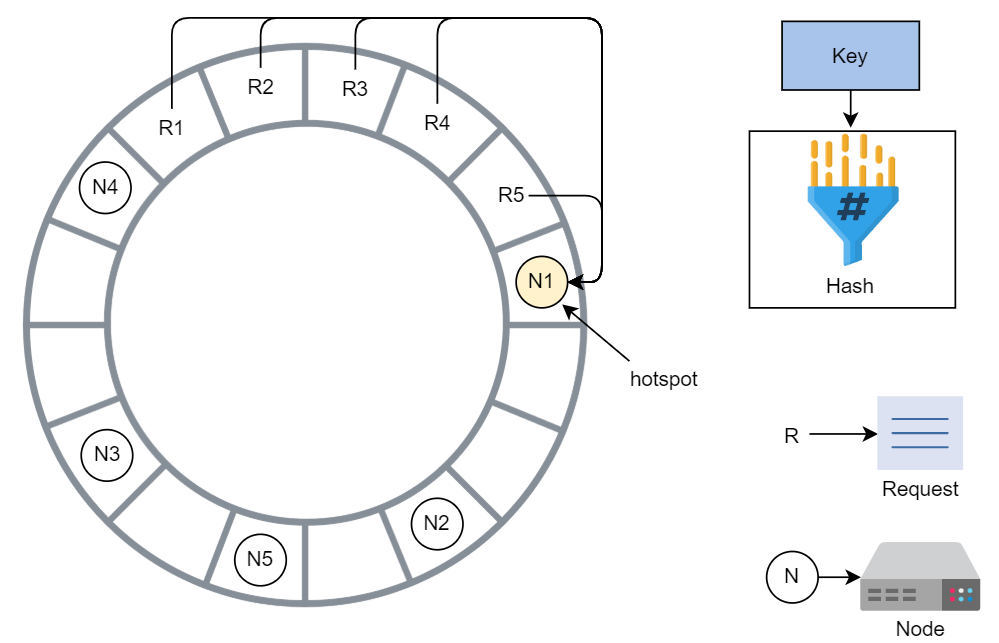 R1
R2
R3
R4
R5
N4
N1
hotspot
N3
N5
N2
Key
#
Hash
R
Request
N
Node